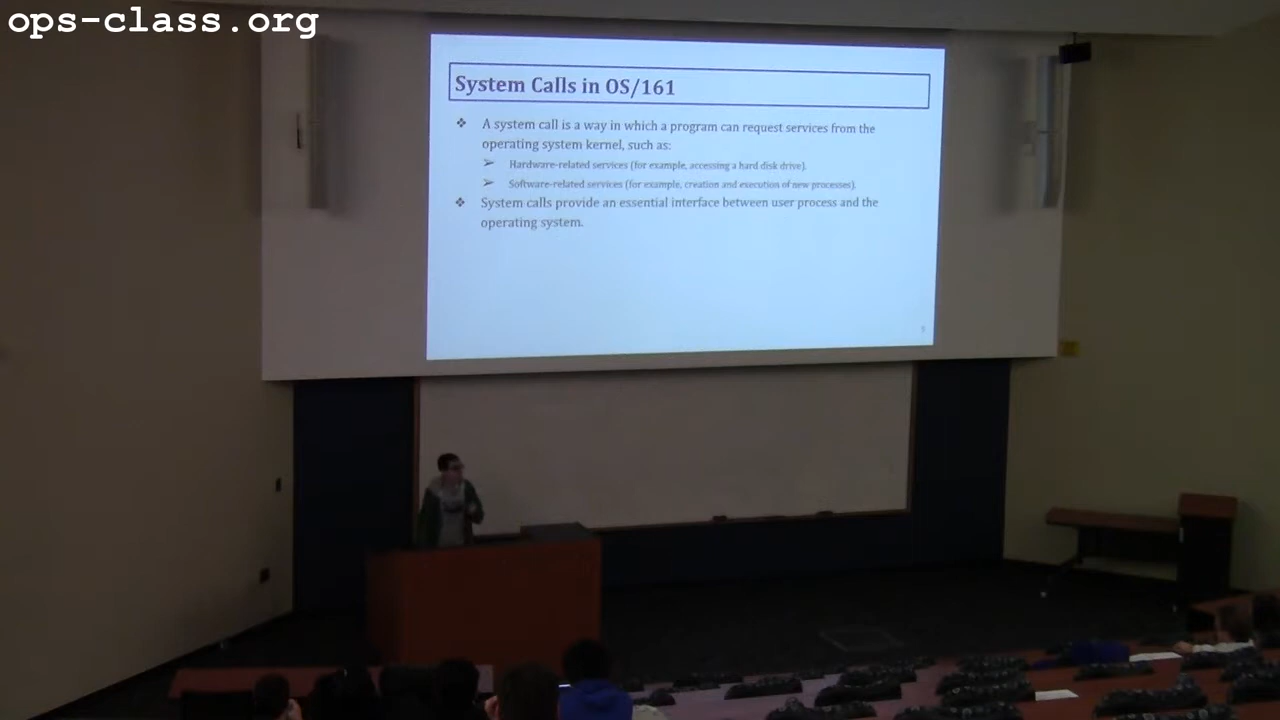 ops-class.org
System Calls in OS/161
❖ A system call is a way in which a program can request services from the
operating system kernel, such as:
➢ Hardware-related services (for example, accessing a hard disk drive).
➢ Software-related services (for example, creation and execution of new processes).
❖ System calls provide an essential interface between user process and the
operating system.